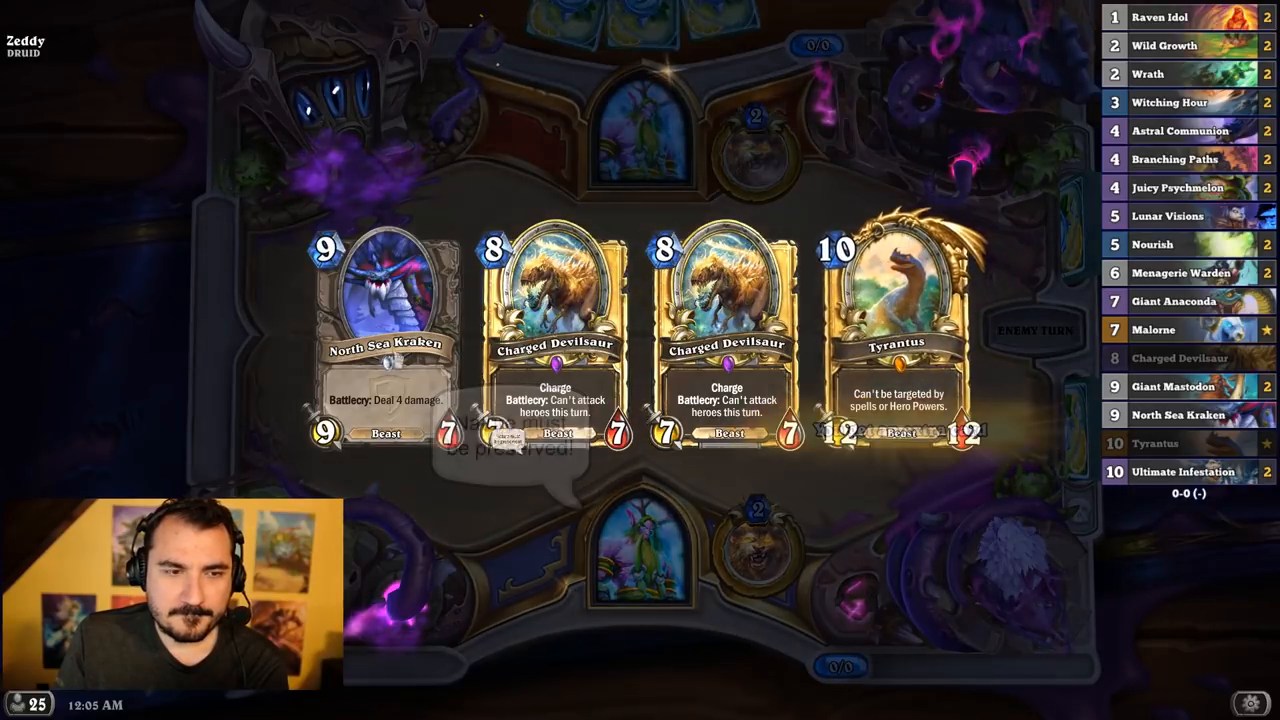 Zeddy
DRUID
0/0
2
9
North Sea Kraken
Battlecry: Deal 4 damage.
9
Beast
7
8
Charged Devilsaur
Charge
Battlecry: Can't attack
heroes this turn.
7
Beast
7
8
Charged Devilsaur
Charge
Battlecry: Can't attack
heroes this turn.
7
Beast
7
10
Tyrantus
Can't be targeted by
spells or Hero Powers.
12
Beast
12
ENEMY TURN
must
be preserved!
2
0/0
1 Raven Idol 2
2 Wild Growth 2
2 Wrath 2
3 Witching Hour 2
4 Astral Communion 2
4 Branching Paths 2
4 Juicy Psychmelon 2
5 Lunar Visions 2
5 Nourish 2
6 Menagerie Warden 2
7 Giant Anaconda
7 Malorne
8 Charged Devilsaur
9 Giant Mastodon 2
9 North Sea Kraken
10 Tyrantus
10 Ultimate Infestation 2
0-0 (-)
25
12:05 AM